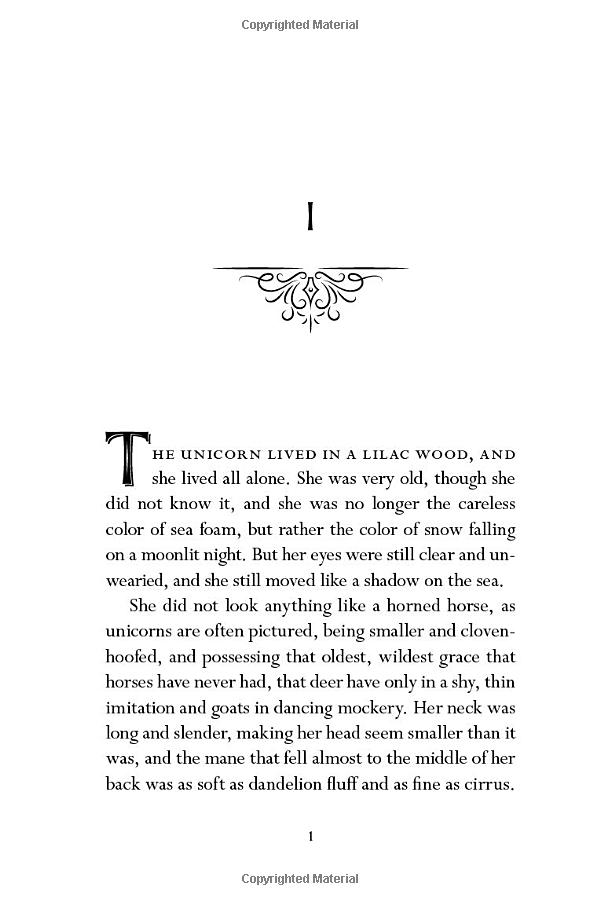 Copyrighted Material
I
THE UNICORN LIVED IN A LILAC WOOD, AND
she lived all alone. She was very old, though she
did not know it, and she was no longer the careless
color of sea foam, but rather the color of snow falling
on a moonlit night. But her eyes were still clear and un-
wearied, and she still moved like a shadow on the sea.
She did not look anything like a horned horse, as
unicorns are often pictured, being smaller and cloven-
hoofed, and possessing that oldest, wildest grace that
horses have never had, that deer have only in a shy, thin
imitation and goats in dancing mockery. Her neck was
long and slender, making her head seem smaller than it
was, and the mane that fell almost to the middle of her
back was as soft as dandelion fluff and as fine as cirrus.
1
Copyrighted Material